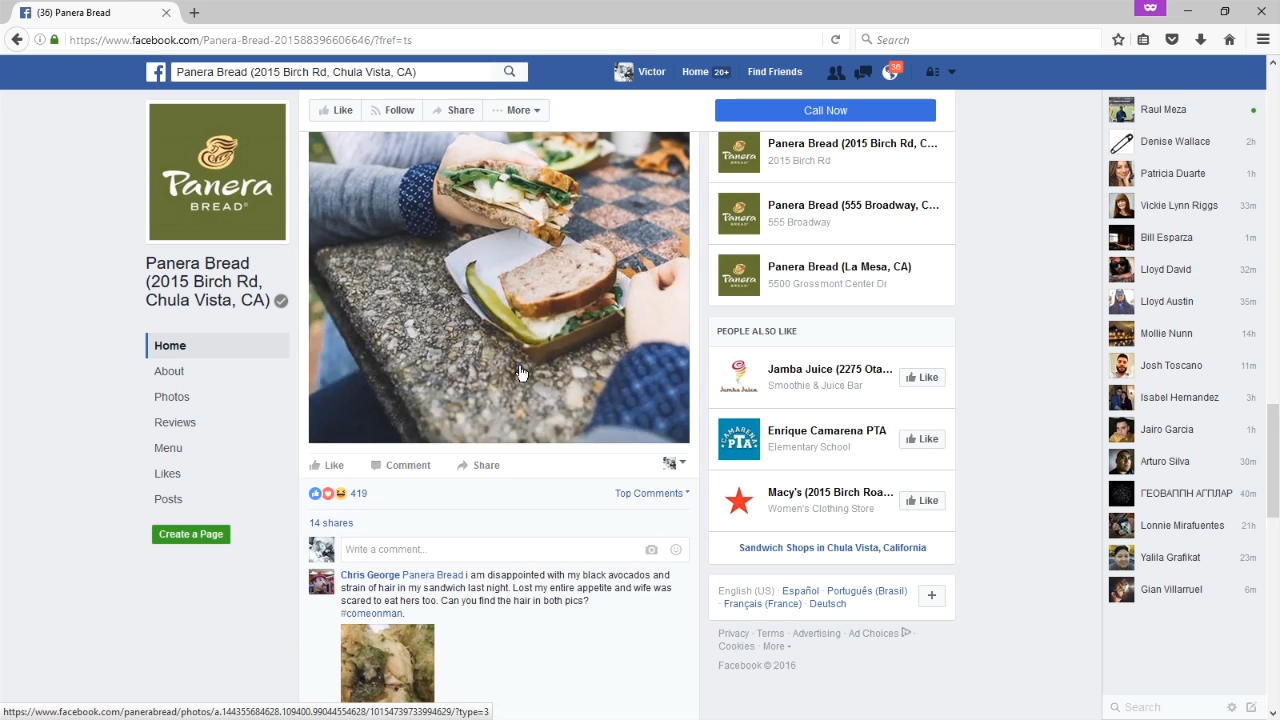 (36) Panera Bread
https://www.facebook.com/Panera-Bread-201588396606646/?fref=ts
Search
Panera Bread (2015 Birch Rd, Chula Vista, CA)
Victor
Home 20+
Find Friends
36
Panera
BREAD®
Panera Bread
(2015 Birch Rd,
Chula Vista, CA)
Home
About
Photos
Reviews
Menu
Likes
Posts
Create a Page
Like
Follow
Share
More
Call Now
Like
Comment
Share
419
Top Comments
14 shares
Write a comment...
Chris George Panera Bread i am disappointed with my black avocados and
strain of hair in my sandwich last night. Lost my entire appetite and wife was
scared to eat hers too. Can you find the hair in both pics?
#comeonman.
Panera Bread (2015 Birch Rd, C...
2015 Birch Rd
Panera Bread (555 Broadway, C...
555 Broadway
Panera Bread (La Mesa, CA)
5500 Grossmont Center Dr
PEOPLE ALSO LIKE
Jamba Juice (2275 Ota...
Smoothie & Juice Bar
Like
Enrique Camarena PTA
Elementary School
Like
CAMARENA
PTA
Macy's (2015 Birch Roa...
Women's Clothing Store
Like
Sandwich Shops in Chula Vista, California
English (US) · Español · Português (Brasil)
· Français (France) · Deutsch
Privacy · Terms · Advertising · Ad Choices ·
Cookies · More
Facebook © 2016
Raul Meza
Denise Wallace 2h
Patricia Duarte 1h
Vickie Lynn Riggs 33m
Bill Esparza 1m
Lloyd David 32m
Lloyd Austin 35m
Mollie Nunn 14h
Josh Toscano
Isabel Hernandez 3h
Jairo Garcia 1h
Arturo Silva 30m
ΓΕΟΒΑΠΠΗ ΑΓΓΠΑΡ 40m
Lonnie Mirafuentes 21h
Yalila Grafikat 23m
Gian Villarruel 6m
Search
https://www.facebook.com/panerabread/photos/a.144355684628.109400.99044554628/10154739733994629/?type=3